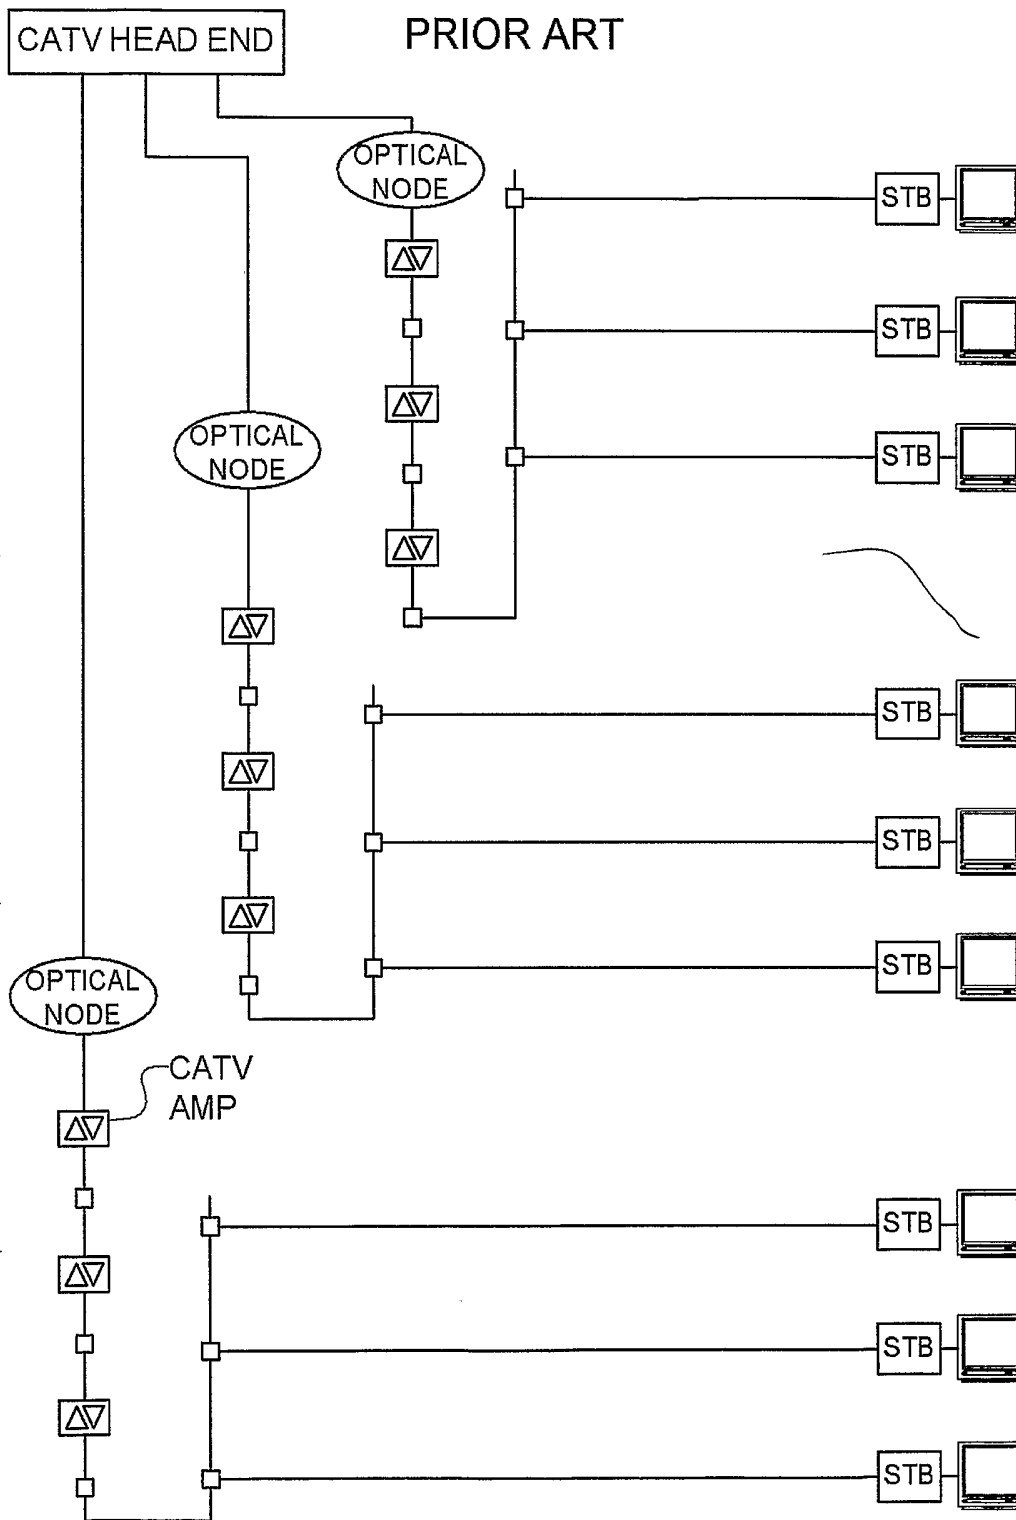 CATV HEAD END
PRIOR ART
OPTICAL
NODE
STB
STB
STB
OPTICAL
NODE
STB
STB
STB
OPTICAL
NODE
CATV
AMP
STB
STB
STB